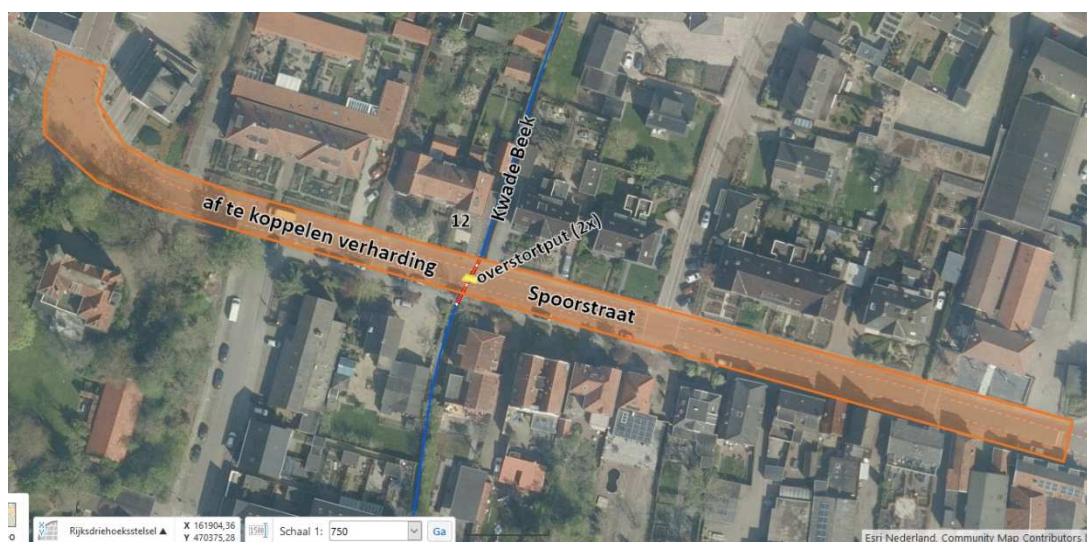 Kwade Beek
af te koppelen verharding
12
overstortput (2x)
Spoorstraat
o
Rijksdriehoeksstelsel ▲
X 161904,36
Y 470375,28
Schaal 1: 750
Ga
Esri Nederland, Community Map Contributors